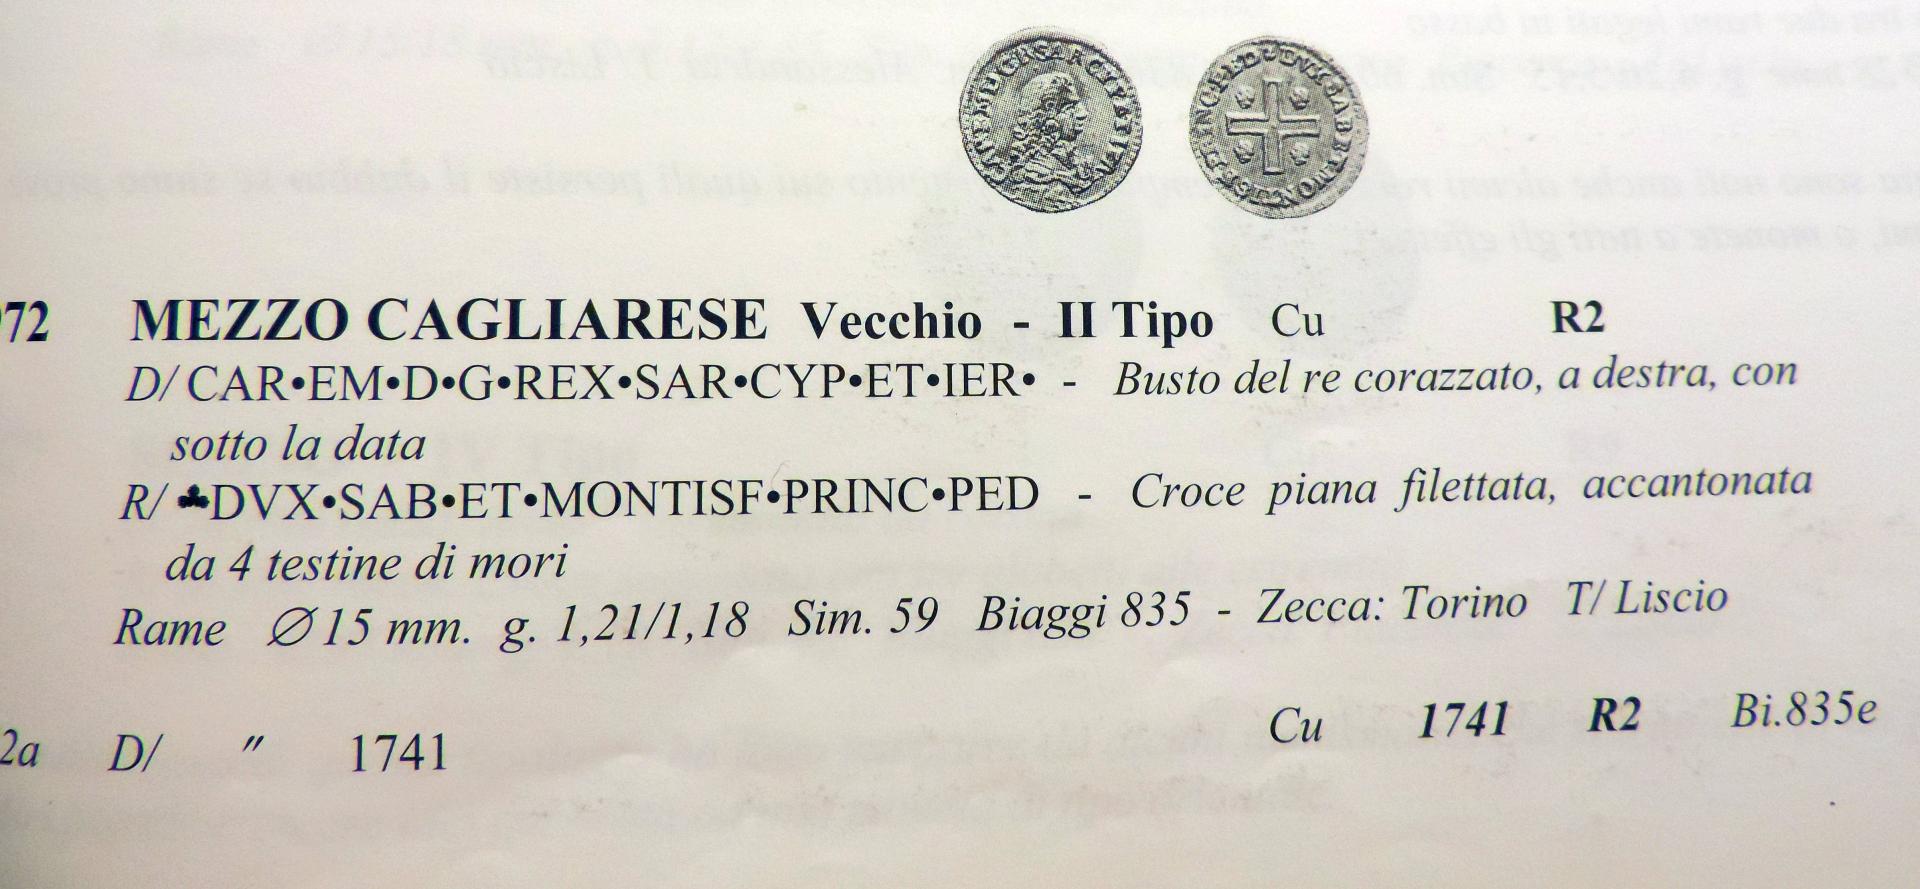 72 MEZZO CAGLIARESE Vecchio - II Tipo Cu R2
D/ CAR•EM•D•G•REX•SAR•CYP•ET•IER• - Busto del re corazzato, a destra, con
sotto la data
R/ ♣DVX•SAB•ET•MONTISF•PRINC•PED - Croce piana filettata, accantonata
da 4 testine di mori
Rame Ø 15 mm. g. 1,21/1,18 Sim. 59 Biaggi 835 - Zecca: Torino T/ Liscio
2a D/ " 1741 Cu 1741 R2 Bi.835e